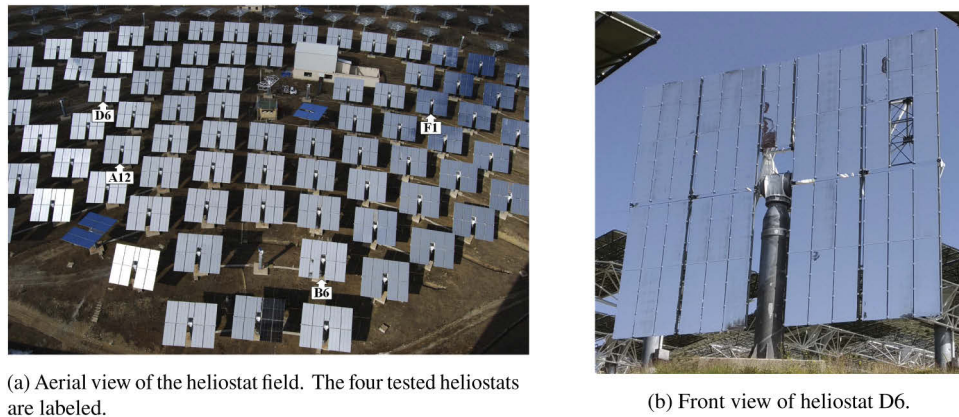 D6
F1
A12
B6
(a) Aerial view of the heliostat field. The four tested heliostats
are labeled.
(b) Front view of heliostat D6.